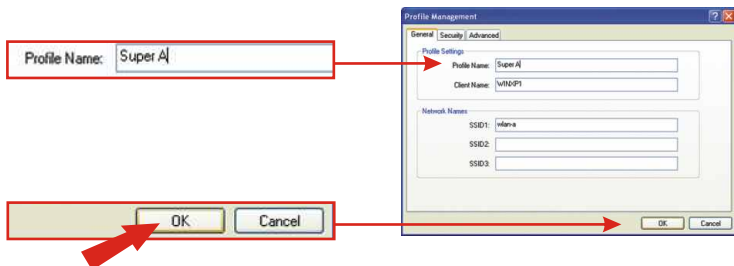 Profile Name: Super A
OK Cancel
Profile Management
General Security Advanced
Profile Settings
Profile Name: Super A
Client Name: WINXP1
Network Names
SSID1: wlan-a
SSID2:
SSID3:
OK Cancel